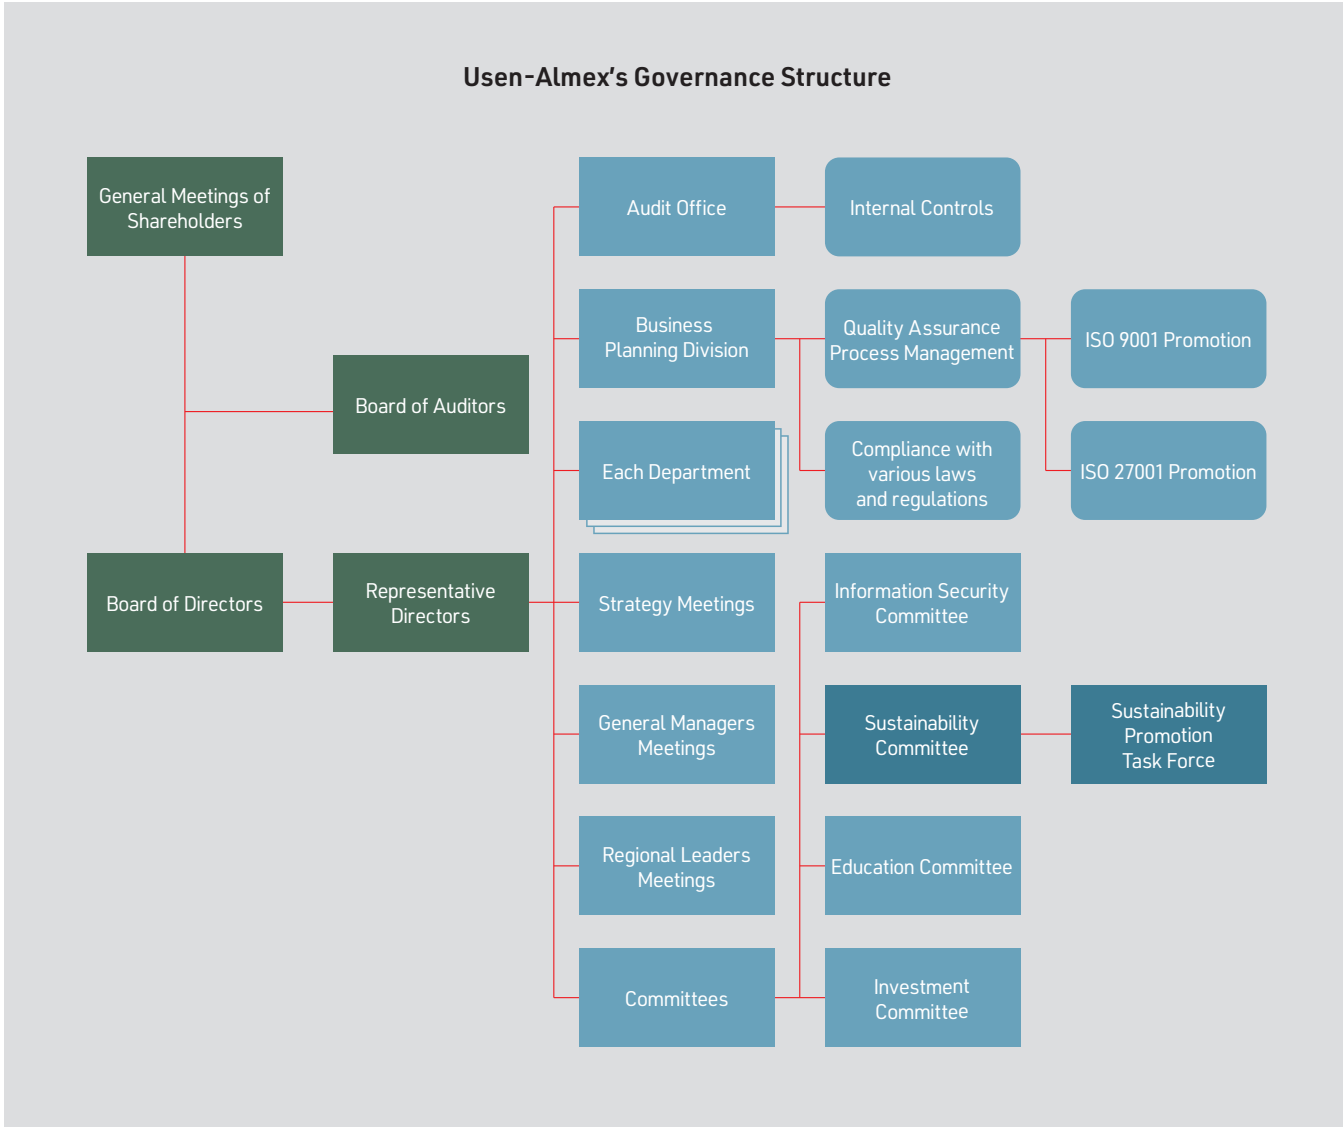 Usen-Almex's Governance Structure
General Meetings of
Shareholders
Audit Office
Internal Controls
Business
Planning Division
Quality Assurance
Process Management
ISO 9001 Promotion
Board of Auditors
Each Department
Compliance with
various laws
and regulations
ISO 27001 Promotion
Board of Directors
Representative
Directors
Strategy Meetings
Information Security
Committee
General Managers
Meetings
Sustainability
Committee
Sustainability
Promotion
Task Force
Regional Leaders
Meetings
Education Committee
Committees
Investment
Committee